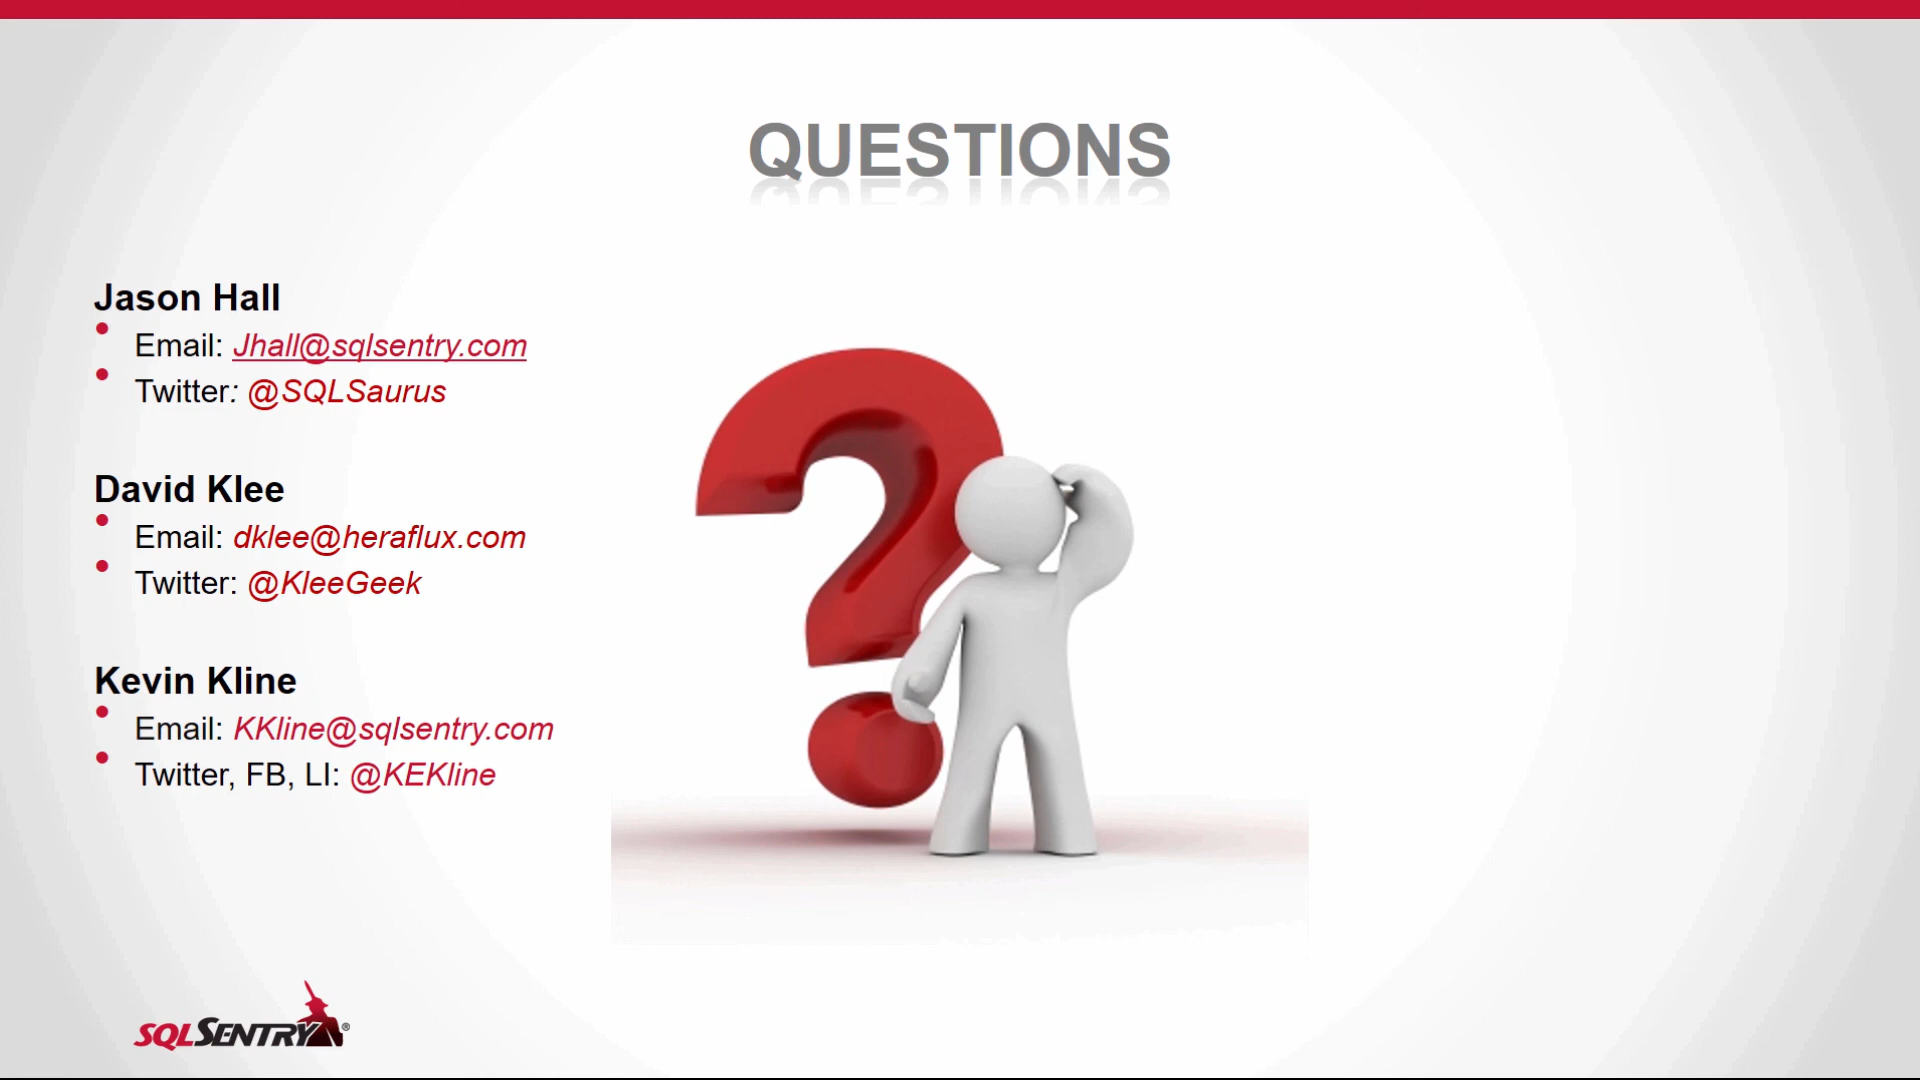 QUESTIONS
Jason Hall
• Email: Jhall@sqlsentry.com
• Twitter: @SQLSaurus
David Klee
• Email: dklee@heraflux.com
• Twitter: @KleeGeek
Kevin Kline
• Email: KKline@sqlsentry.com
• Twitter, FB, LI: @KEKline
SQLSENTRY®